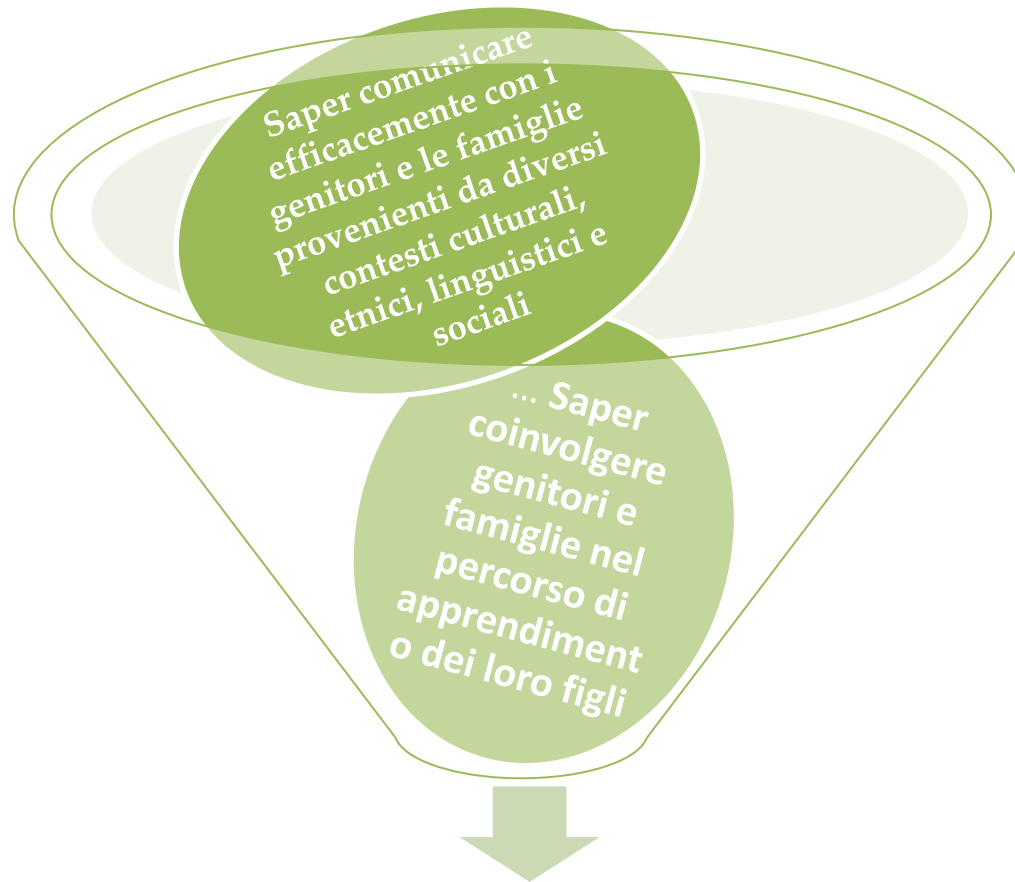 Saper comunicare
efficacemente con i
genitori e le famiglie
provenienti da diversi
contesti culturali,
etnici, linguistici e
sociali
... Saper
coinvolgere
genitori e
famiglie nel
percorso di
apprendiment
o dei loro figli